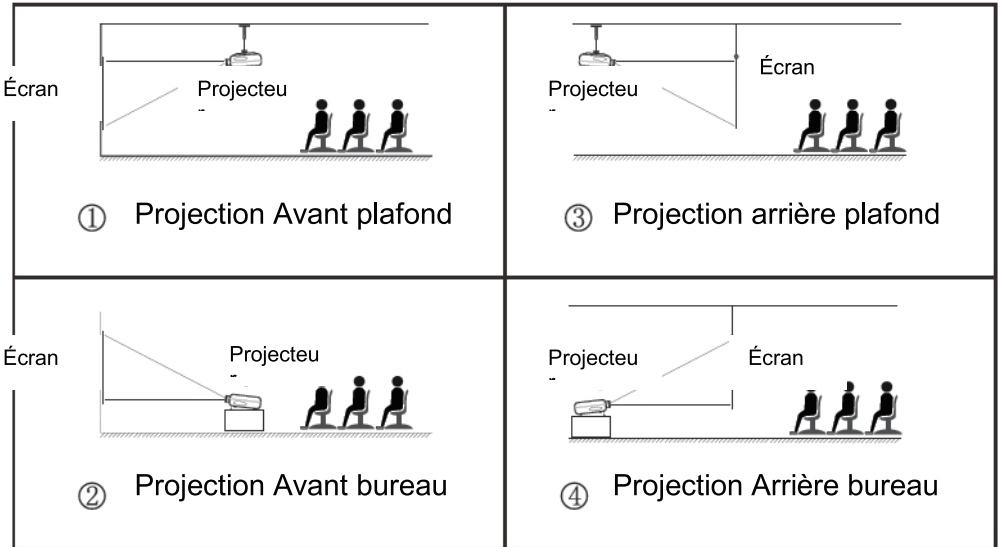 Écran
Projecteu
r
① Projection Avant plafond
Projecteu
r
Écran
③ Projection arrière plafond
Écran
Projecteu
r
② Projection Avant bureau
Projecteu
r
Écran
④ Projection Arrière bureau